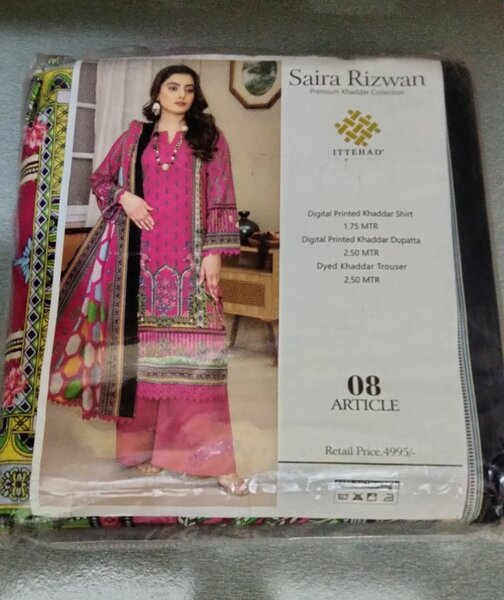 Saira Rizwan
Premium Khaddar Collection
ITTEHAD
Digital Printed Khaddar Shirt
1.75 MTR
Digital Printed Khaddar Dupatta
2.50 MTR
Dyed Khaddar Trouser
2.50 MTR
08
ARTICLE
Retail Price.4995/-